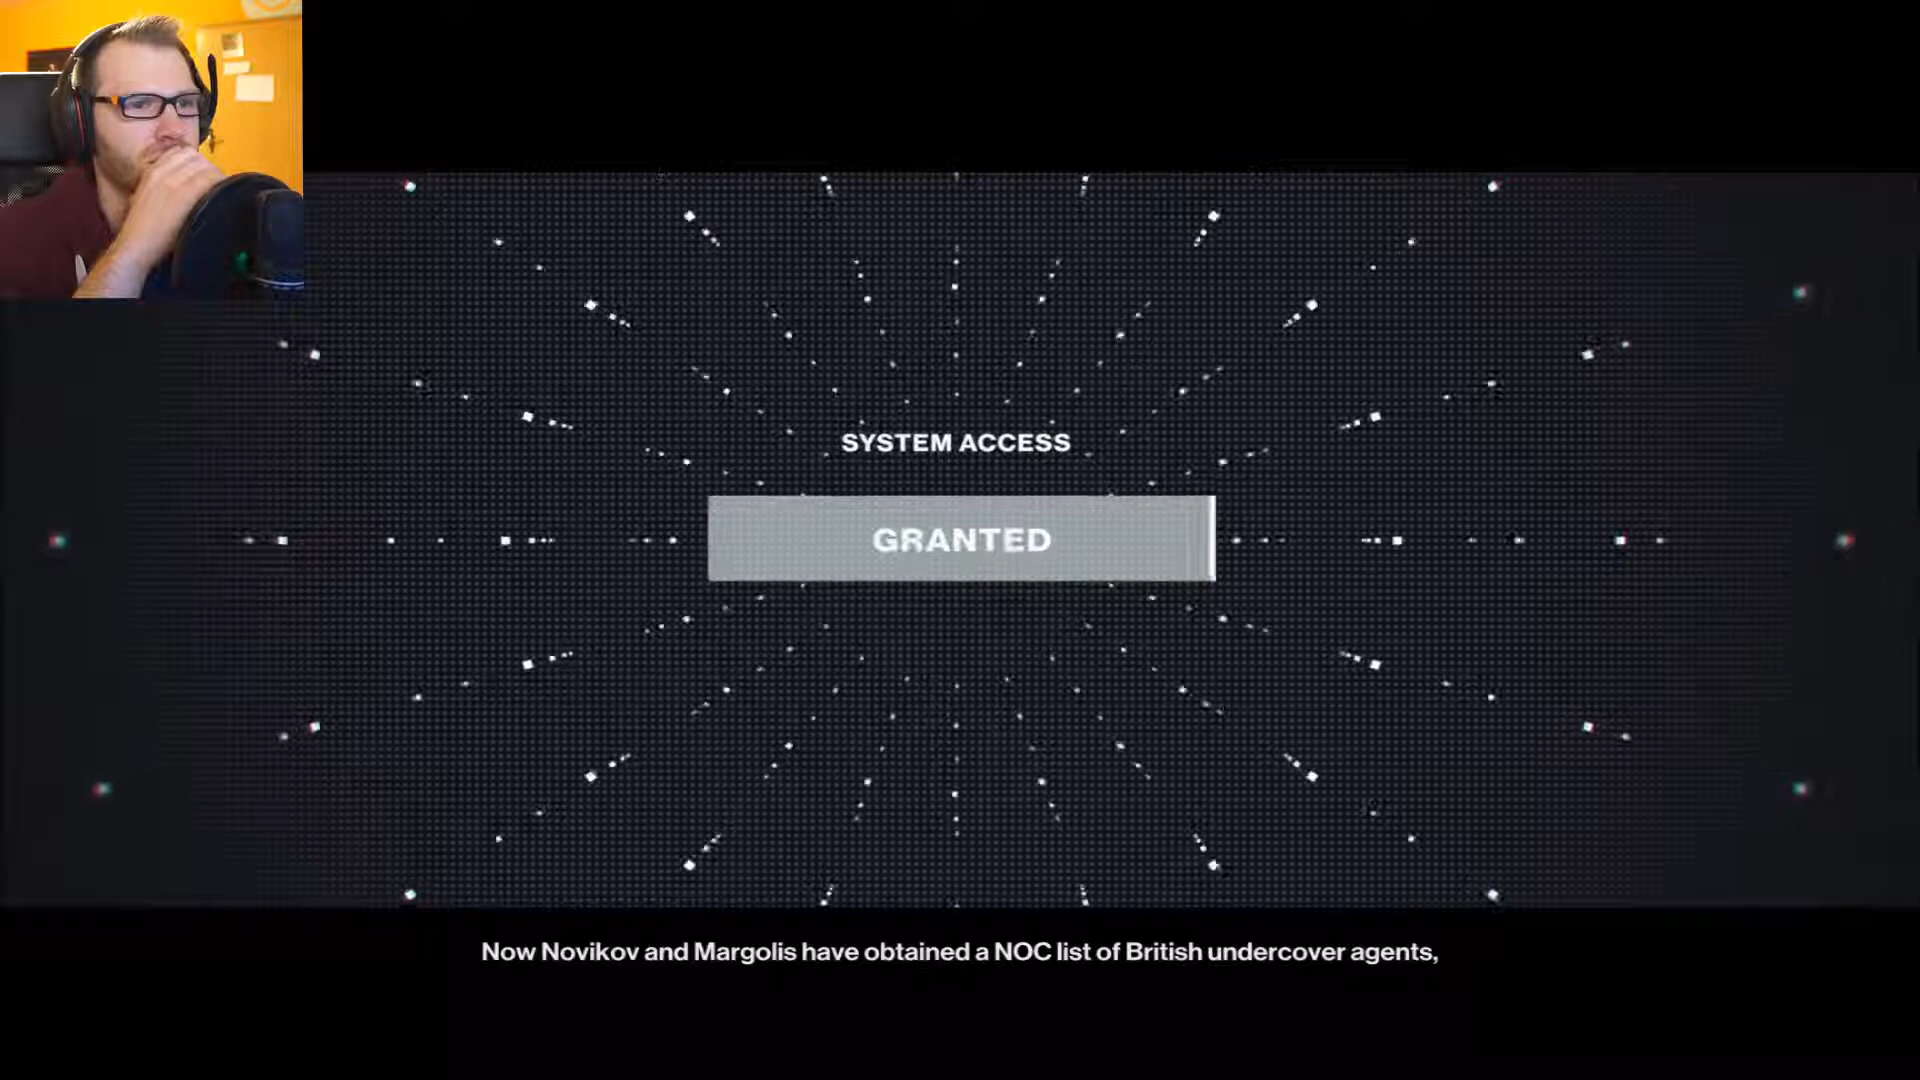 SYSTEM ACCESS
GRANTED
Now Novikov and Margolis have obtained a NOC list of British undercover agents,